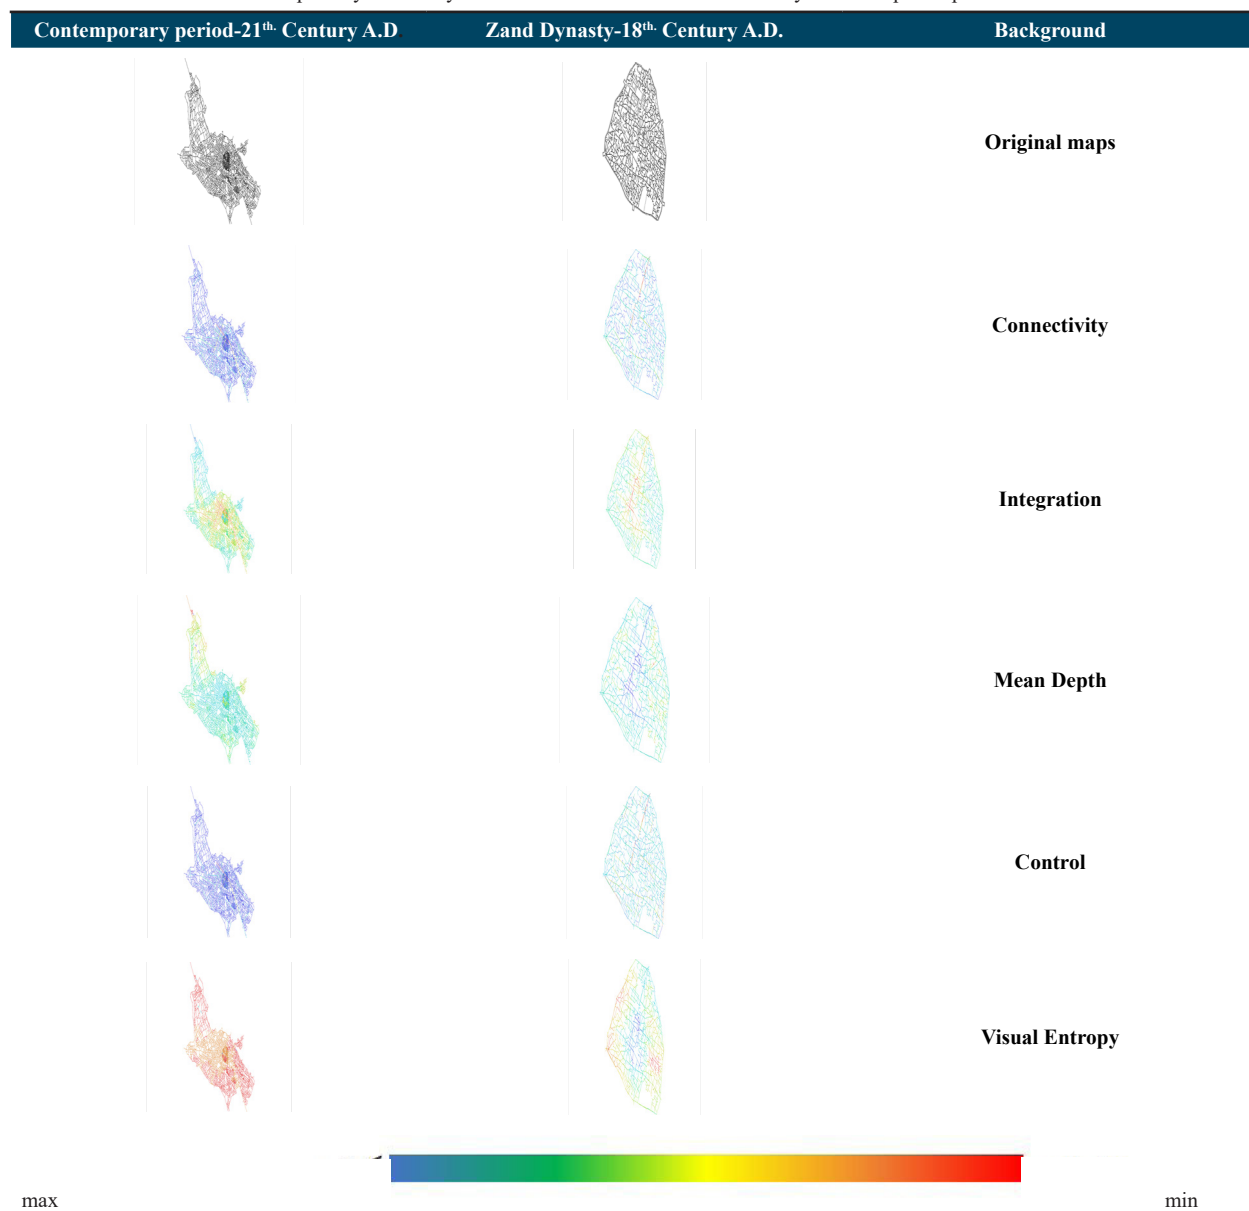 Contemporary period-21th. Century A.D.
Zand Dynasty-18th. Century A.D.
Background
Original maps
Connectivity
Integration
Mean Depth
Control
Visual Entropy
max
min